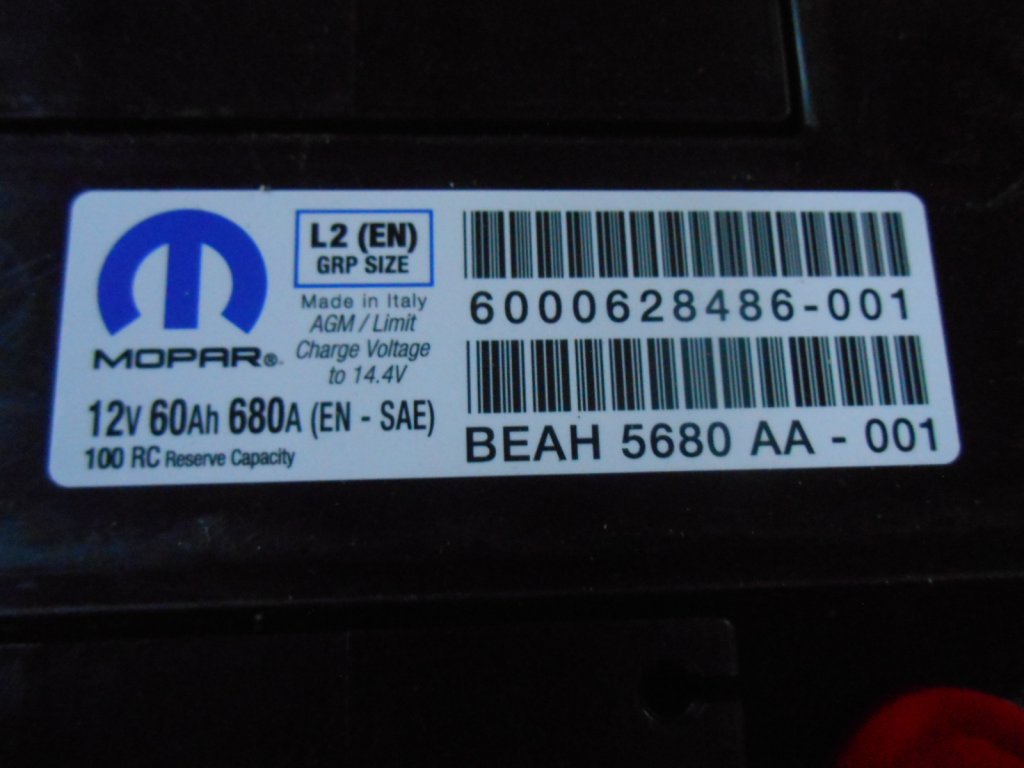 MOPAR®
L2 (EN)
GRP SIZE
Made in Italy
AGM / Limit
Charge Voltage
to 14.4V
12V 60Ah 680A (EN - SAE)
100 RC Reserve Capacity
6000628486-001
BEAH 5680 AA - 001